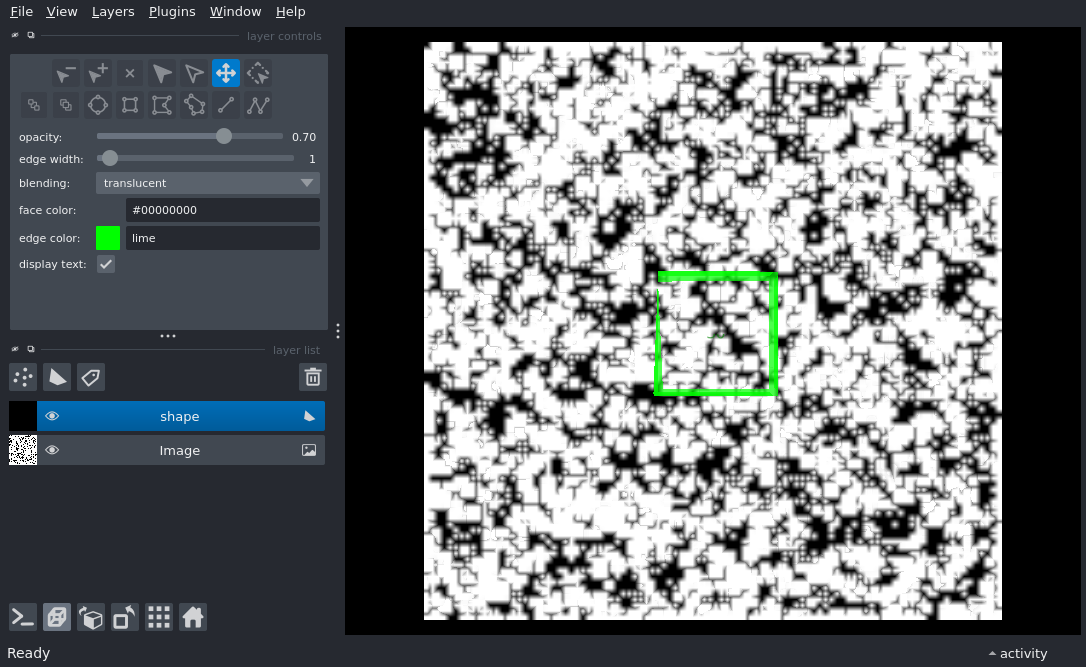 File View Layers Plugins Window Help
layer controls
opacity: 0.70
edge width: 1
blending: translucent
face color: #00000000
edge color: lime
display text:
layer list
shape
Image
Ready
activity